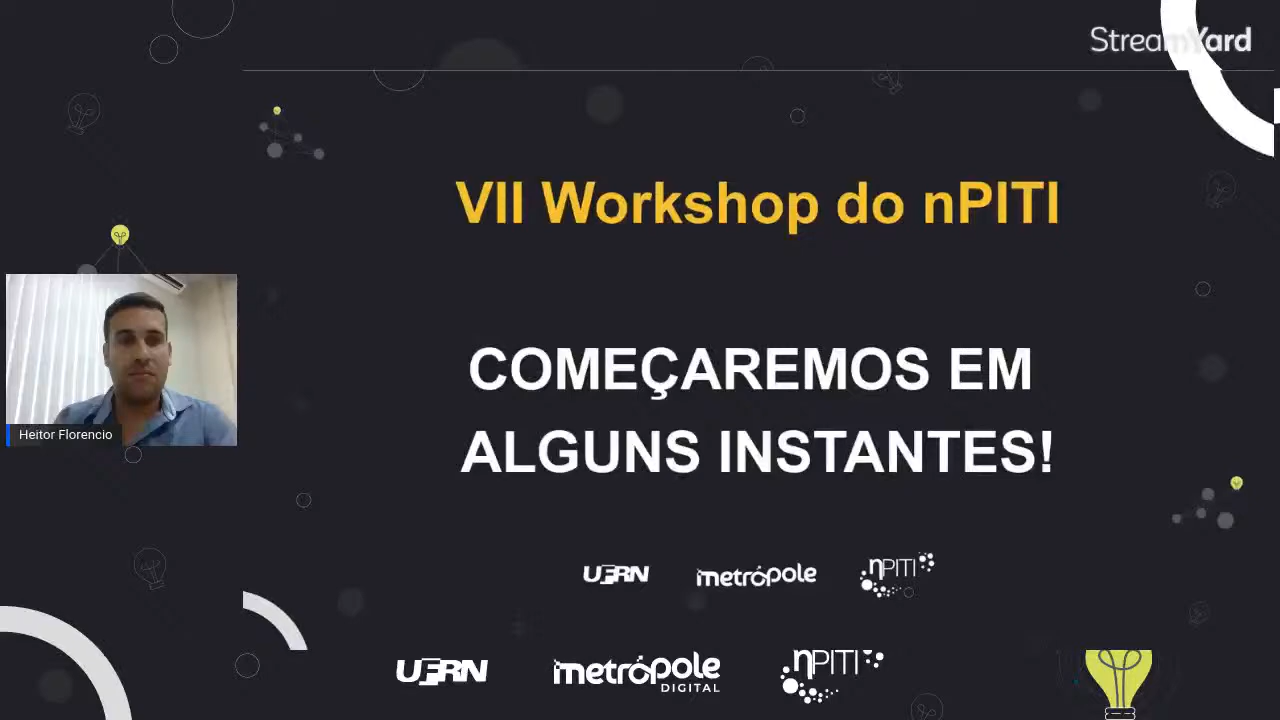 StreamYard
VII Workshop do nPITI
COMEÇAREMOS EM
ALGUNS INSTANTES!
Heitor Florencio
UFRN
metrópole
nPITI
UFRN
metrópole
DIGITAL
nPITI